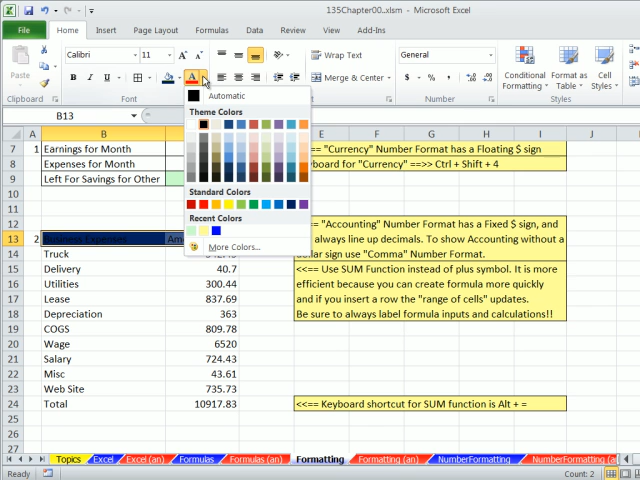 135Chapter00..xlsm - Microsoft Excel
File Home Insert Page Layout Formulas Data Review View Add-Ins
Paste
Calibri 11
Wrap Text
General
B I U A
Merge & Center
$ % ,
Conditional Formatting
Format as Table
Cell Styles
Clipboard Font Number
B13
Automatic
Theme Colors
Standard Colors
Recent Colors
More Colors...
A B E F G H I J
7 1 Earnings for Month "Currency" Number Format has a Floating $ sign
8 Expenses for Month board for "Currency" ==>> Ctrl + Shift + 4
9 Left For Savings for Other
10
11
12 = "Accounting" Number Format has a Fixed $ sign, and
13 2 Business Expenses Am always line up decimals. To show Accounting without a
14 Truck 542.45 dollar sign use "Comma" Number Format.
15 Delivery 40.7 <<== Use SUM Function instead of plus symbol. It is more
16 Utilities 300.44 efficient because you can create formula more quickly
17 Lease 837.69 and if you insert a row the "range of cells" updates.
18 Depreciation 363 Be sure to always label formula inputs and calculations!!
19 COGS 809.78
20 Wage 6520
21 Salary 724.43
22 Misc 43.61
23 Web Site 735.73
24 Total 10917.83 <<== Keyboard shortcut for SUM function is Alt + =
25
26
27
Topics Excel Excel (an) Formulas Formulas (an) Formatting Formatting (an) NumberFormatting NumberFormatting (a
Ready Count: 2